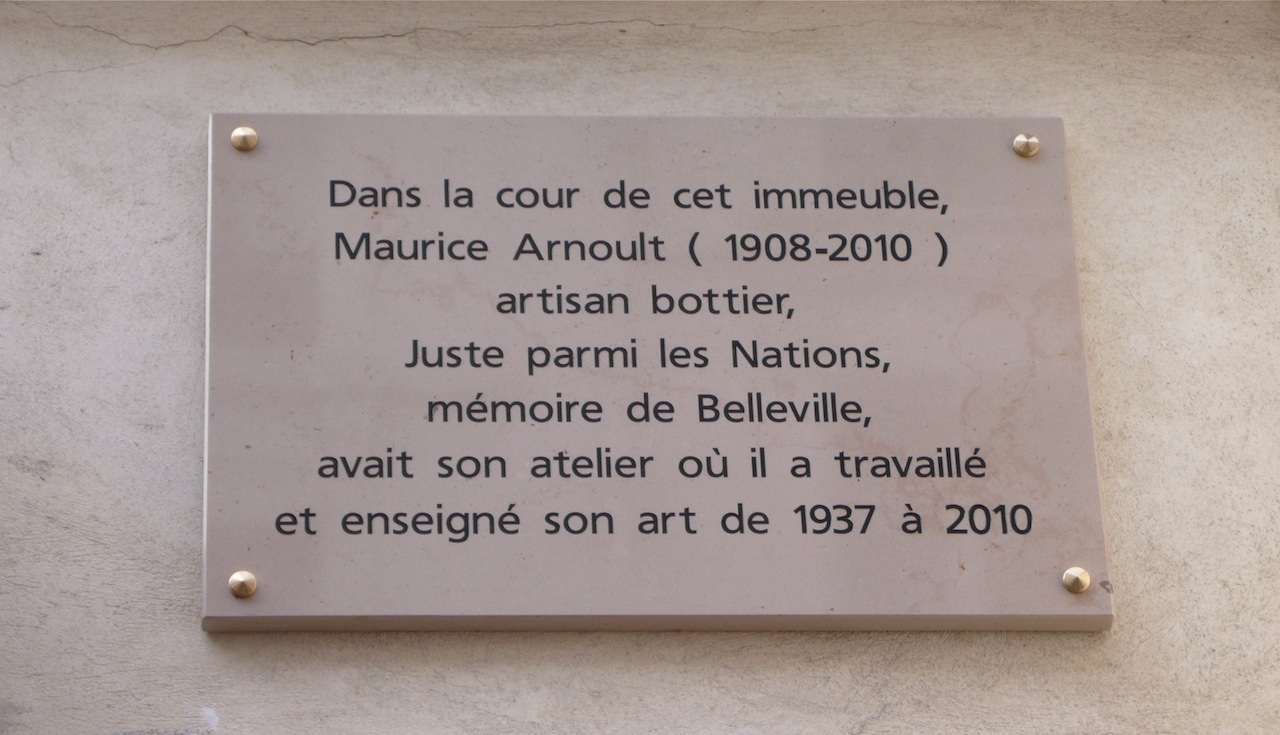 Dans la cour de cet immeuble,
Maurice Arnoult ( 1908-2010 )
artisan bottier,
Juste parmi les Nations,
mémoire de Belleville,
avait son atelier où il a travaillé
et enseigné son art de 1937 à 2010